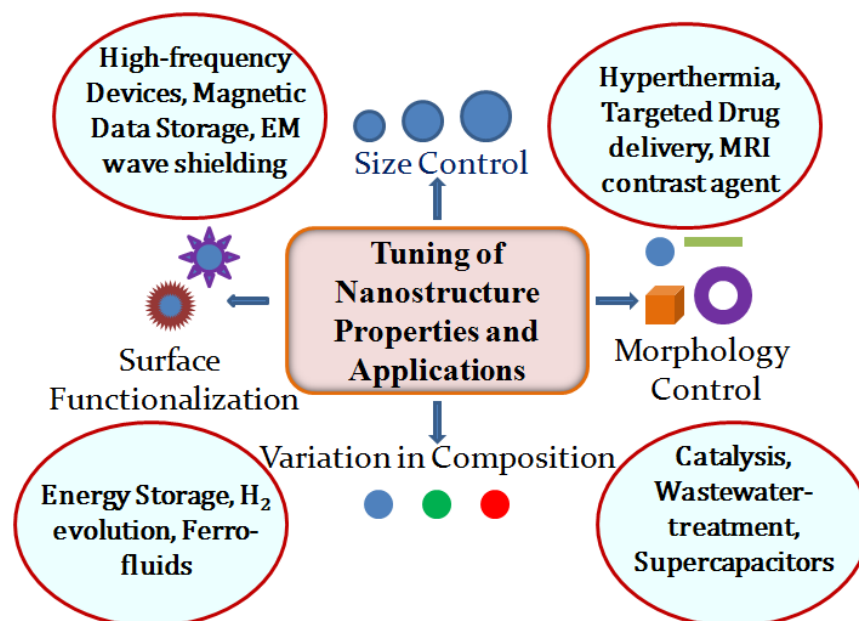 High-frequency
Devices, Magnetic
Data Storage, EM
wave shielding
Size Control
Hyperthermia,
Targeted Drug
delivery, MRI
contrast agent
Tuning of
Nanostructure
Properties and
Applications
Surface
Functionalization
Morphology
Control
Variation in Composition
Energy Storage, H₂
evolution, Ferro-
fluids
Catalysis,
Wastewater-
treatment,
Supercapacitors